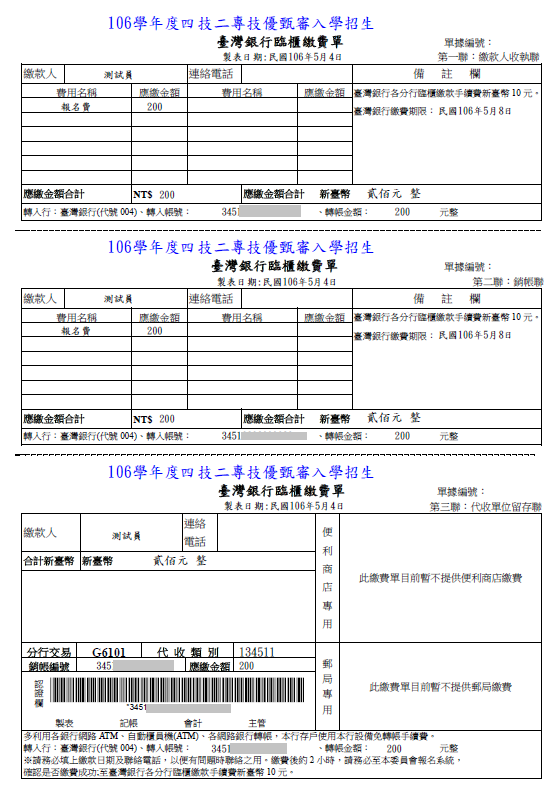 106學年度四技二專技優甄審入學招生
臺灣銀行臨櫃繳費單
單據編號：
製表日期:民國106年5月4日
第一聯：繳款人收執聯
繳款人 測試員 連絡電話 備 註 欄
費用名稱 應繳金額 費用名稱 應繳金額 臺灣銀行各分行臨櫃繳款手續費新臺幣 10 元。
報名費 200 臺灣銀行繳費期限： 民國106年5月8日
應繳金額合計 NT$ 200 應繳金額合計 新臺幣 貳佰元 整
轉入行：臺灣銀行(代號 004)、轉入帳號： 3451 、轉帳金額： 200 元整
106學年度四技二專技優甄審入學招生
臺灣銀行臨櫃繳費單
單據編號：
製表日期:民國106年5月4日
第二聯：銷帳聯
繳款人 測試員 連絡電話 備 註 欄
費用名稱 應繳金額 費用名稱 應繳金額 臺灣銀行各分行臨櫃繳款手續費新臺幣 10 元。
報名費 200 臺灣銀行繳費期限： 民國106年5月8日
應繳金額合計 NT$ 200 應繳金額合計 新臺幣 貳佰元 整
轉入行：臺灣銀行(代號 004)、轉入帳號： 3451 、轉帳金額： 200 元整
106學年度四技二專技優甄審入學招生
臺灣銀行臨櫃繳費單
單據編號：
製表日期:民國106年5月4日
第三聯：代收單位留存聯
繳款人 測試員 連絡電話
合計新臺幣 新臺幣 貳佰元 整
便利商店專用
此繳費單目前暫不提供便利商店繳費
分行交易 G6101 代 收 類 別 134511
銷帳編號 345 應繳金額 200
郵局專用
此繳費單目前暫不提供郵局繳費
認證欄
*3451
製表 記帳 會計 主管
多利用各銀行網路 ATM、自動櫃員機(ATM)、各網路銀行轉帳，本行存戶使用本行設備免轉帳手續費。
轉入行：臺灣銀行(代號 004)、轉入帳號： 3451 、轉帳金額： 200 元整
※請務必填上繳款日期及聯絡電話，以便有問題時聯絡之用。繳費後約 2 小時，請務必至本委員會報名系統，
確認是否繳費成功;至臺灣銀行各分行臨櫃繳款手續費新臺幣 10 元。